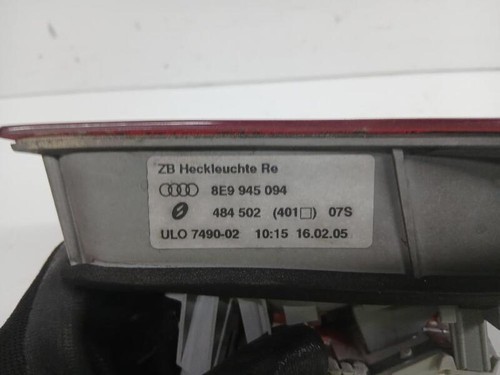 ZB Heckleuchte Re
8E9 945 094
484 502 (401□) 07S
ULO 7490-02 10:15 16.02.05